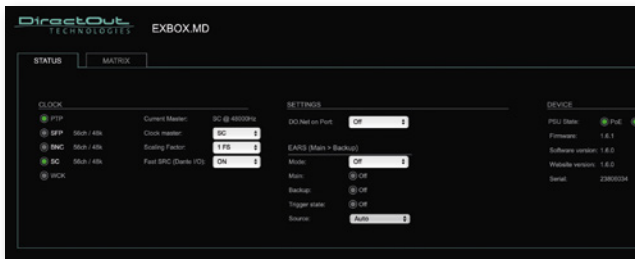 DirectOut
TECHNOLOGIES
EXBOX.MD
STATUS
MATRIX
CLOCK
PTP
SFP 56ch / 48k
BNC 56ch / 48k
SC 56ch / 48k
WCK
Current Master: SC @ 48000Hz
Clock master: SC
Scaling Factor: 1 FS
Fast SRC (Dante I/O): ON
SETTINGS
DO.Net on Port: Off
EARS (Main > Backup)
Mode: Off
Main: Off
Backup: Off
Trigger state: Off
Source: Auto
DEVICE
PSU State: PoE
Firmware: 1.6.1
Software version: 1.6.0
Website version: 1.6.0
Serial: 23806034